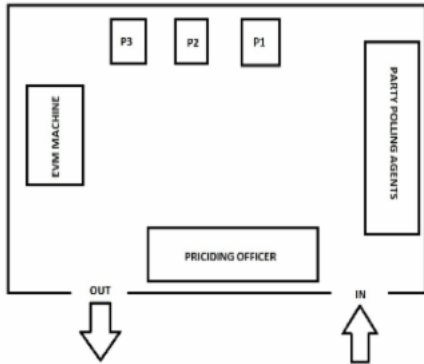 P3
P2
P1
EVM MACHINE
PARTY POLLING AGENTS
PRICIDING OFFICER
OUT
IN